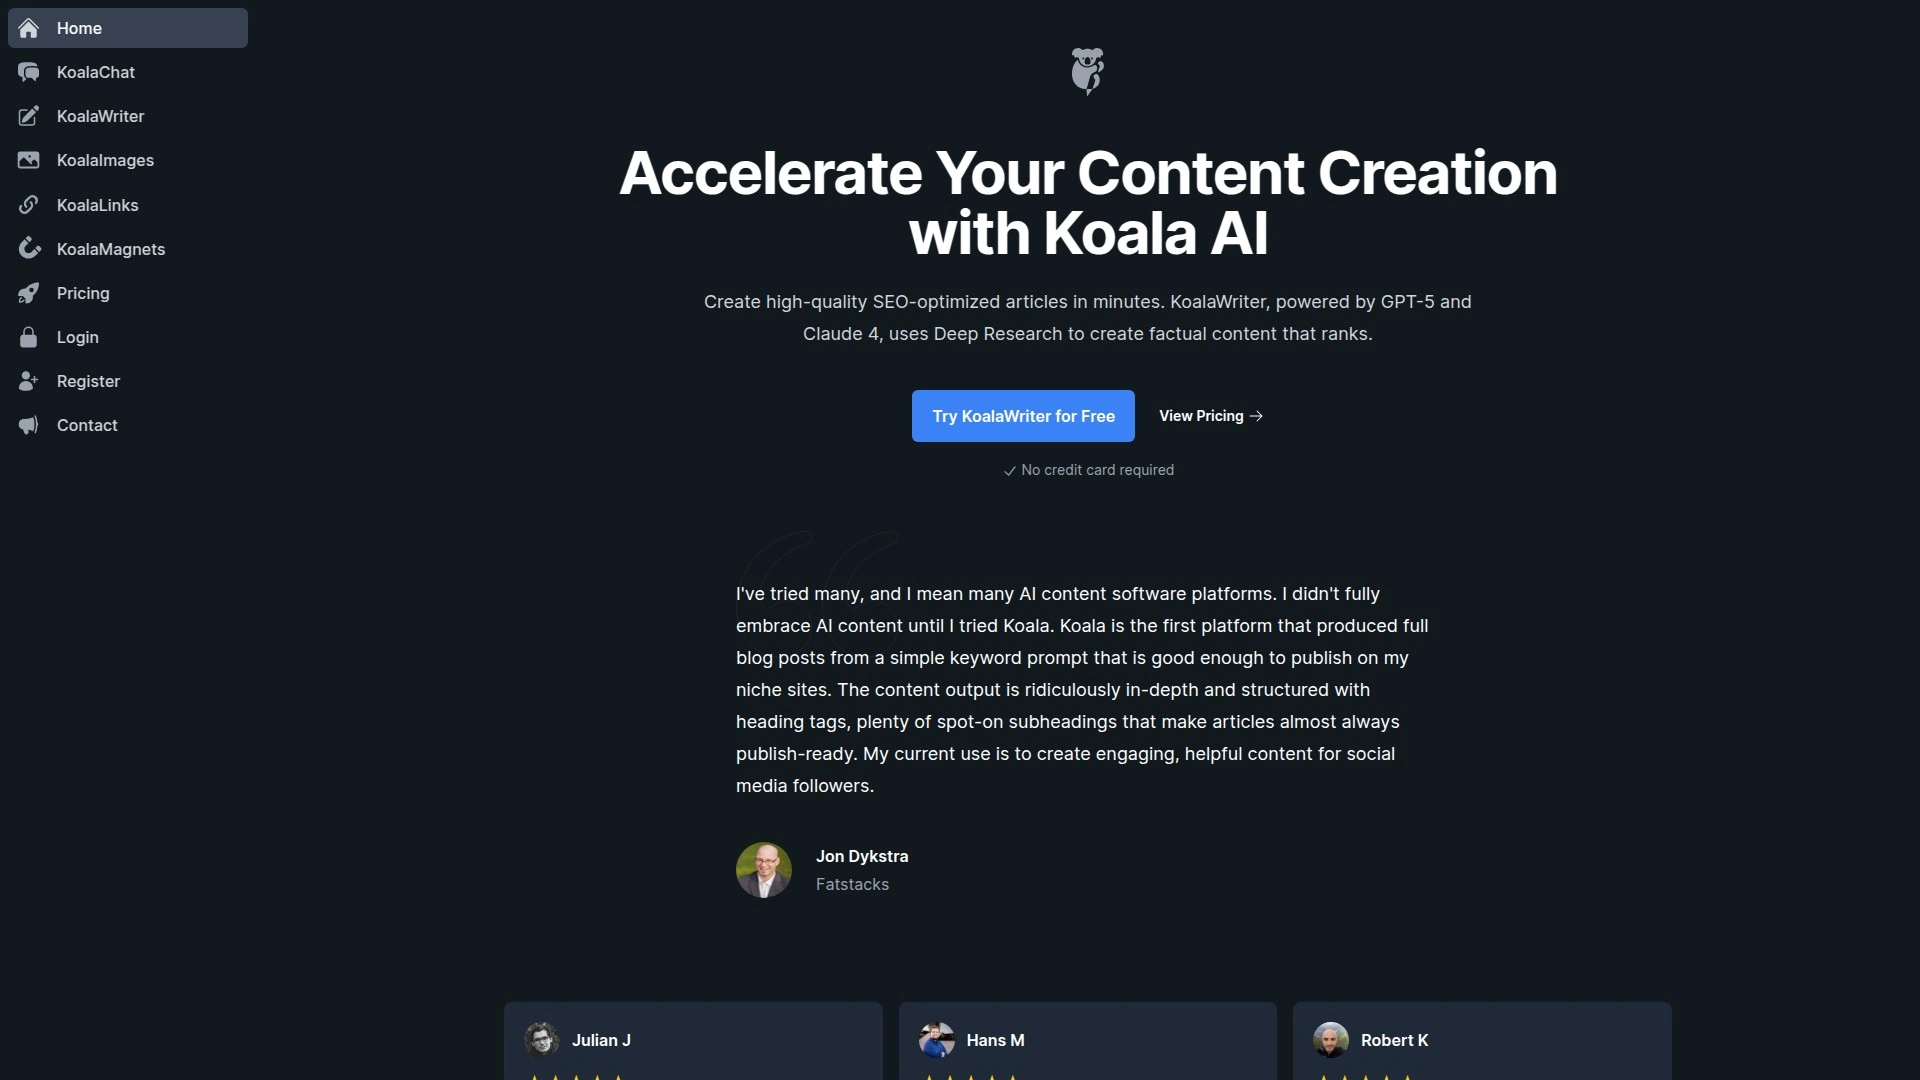 Home
KoalaChat
KoalaWriter
KoalaImages
KoalaLinks
KoalaMagnets
Pricing
Login
Register
Contact
Accelerate Your Content Creation
with Koala AI
Create high-quality SEO-optimized articles in minutes. KoalaWriter, powered by GPT-5 and
Claude 4, uses Deep Research to create factual content that ranks.
Try KoalaWriter for Free
View Pricing →
✓ No credit card required
I've tried many, and I mean many AI content software platforms. I didn't fully
embrace AI content until I tried Koala. Koala is the first platform that produced full
blog posts from a simple keyword prompt that is good enough to publish on my
niche sites. The content output is ridiculously in-depth and structured with
heading tags, plenty of spot-on subheadings that make articles almost always
publish-ready. My current use is to create engaging, helpful content for social
media followers.
Jon Dykstra
Fatstacks
Julian J
Hans M
Robert K